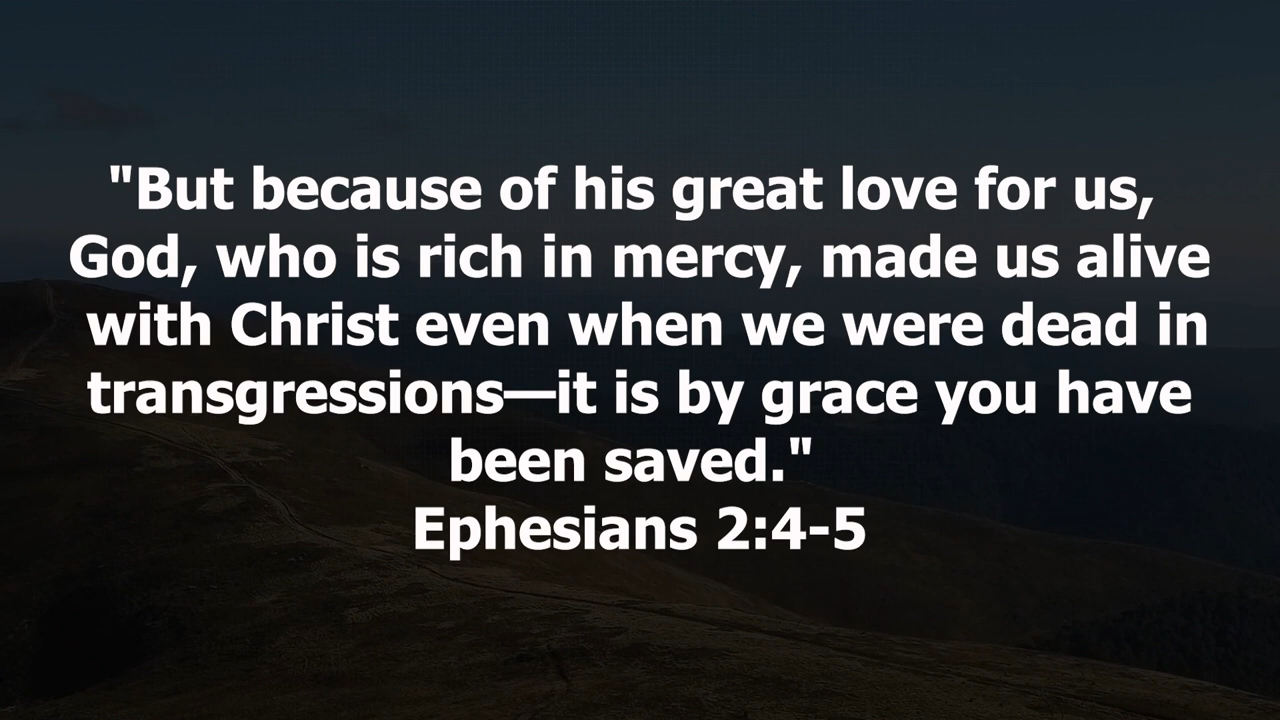 "But because of his great love for us,
God, who is rich in mercy, made us alive
with Christ even when we were dead in
transgressions—it is by grace you have
been saved."
Ephesians 2:4-5